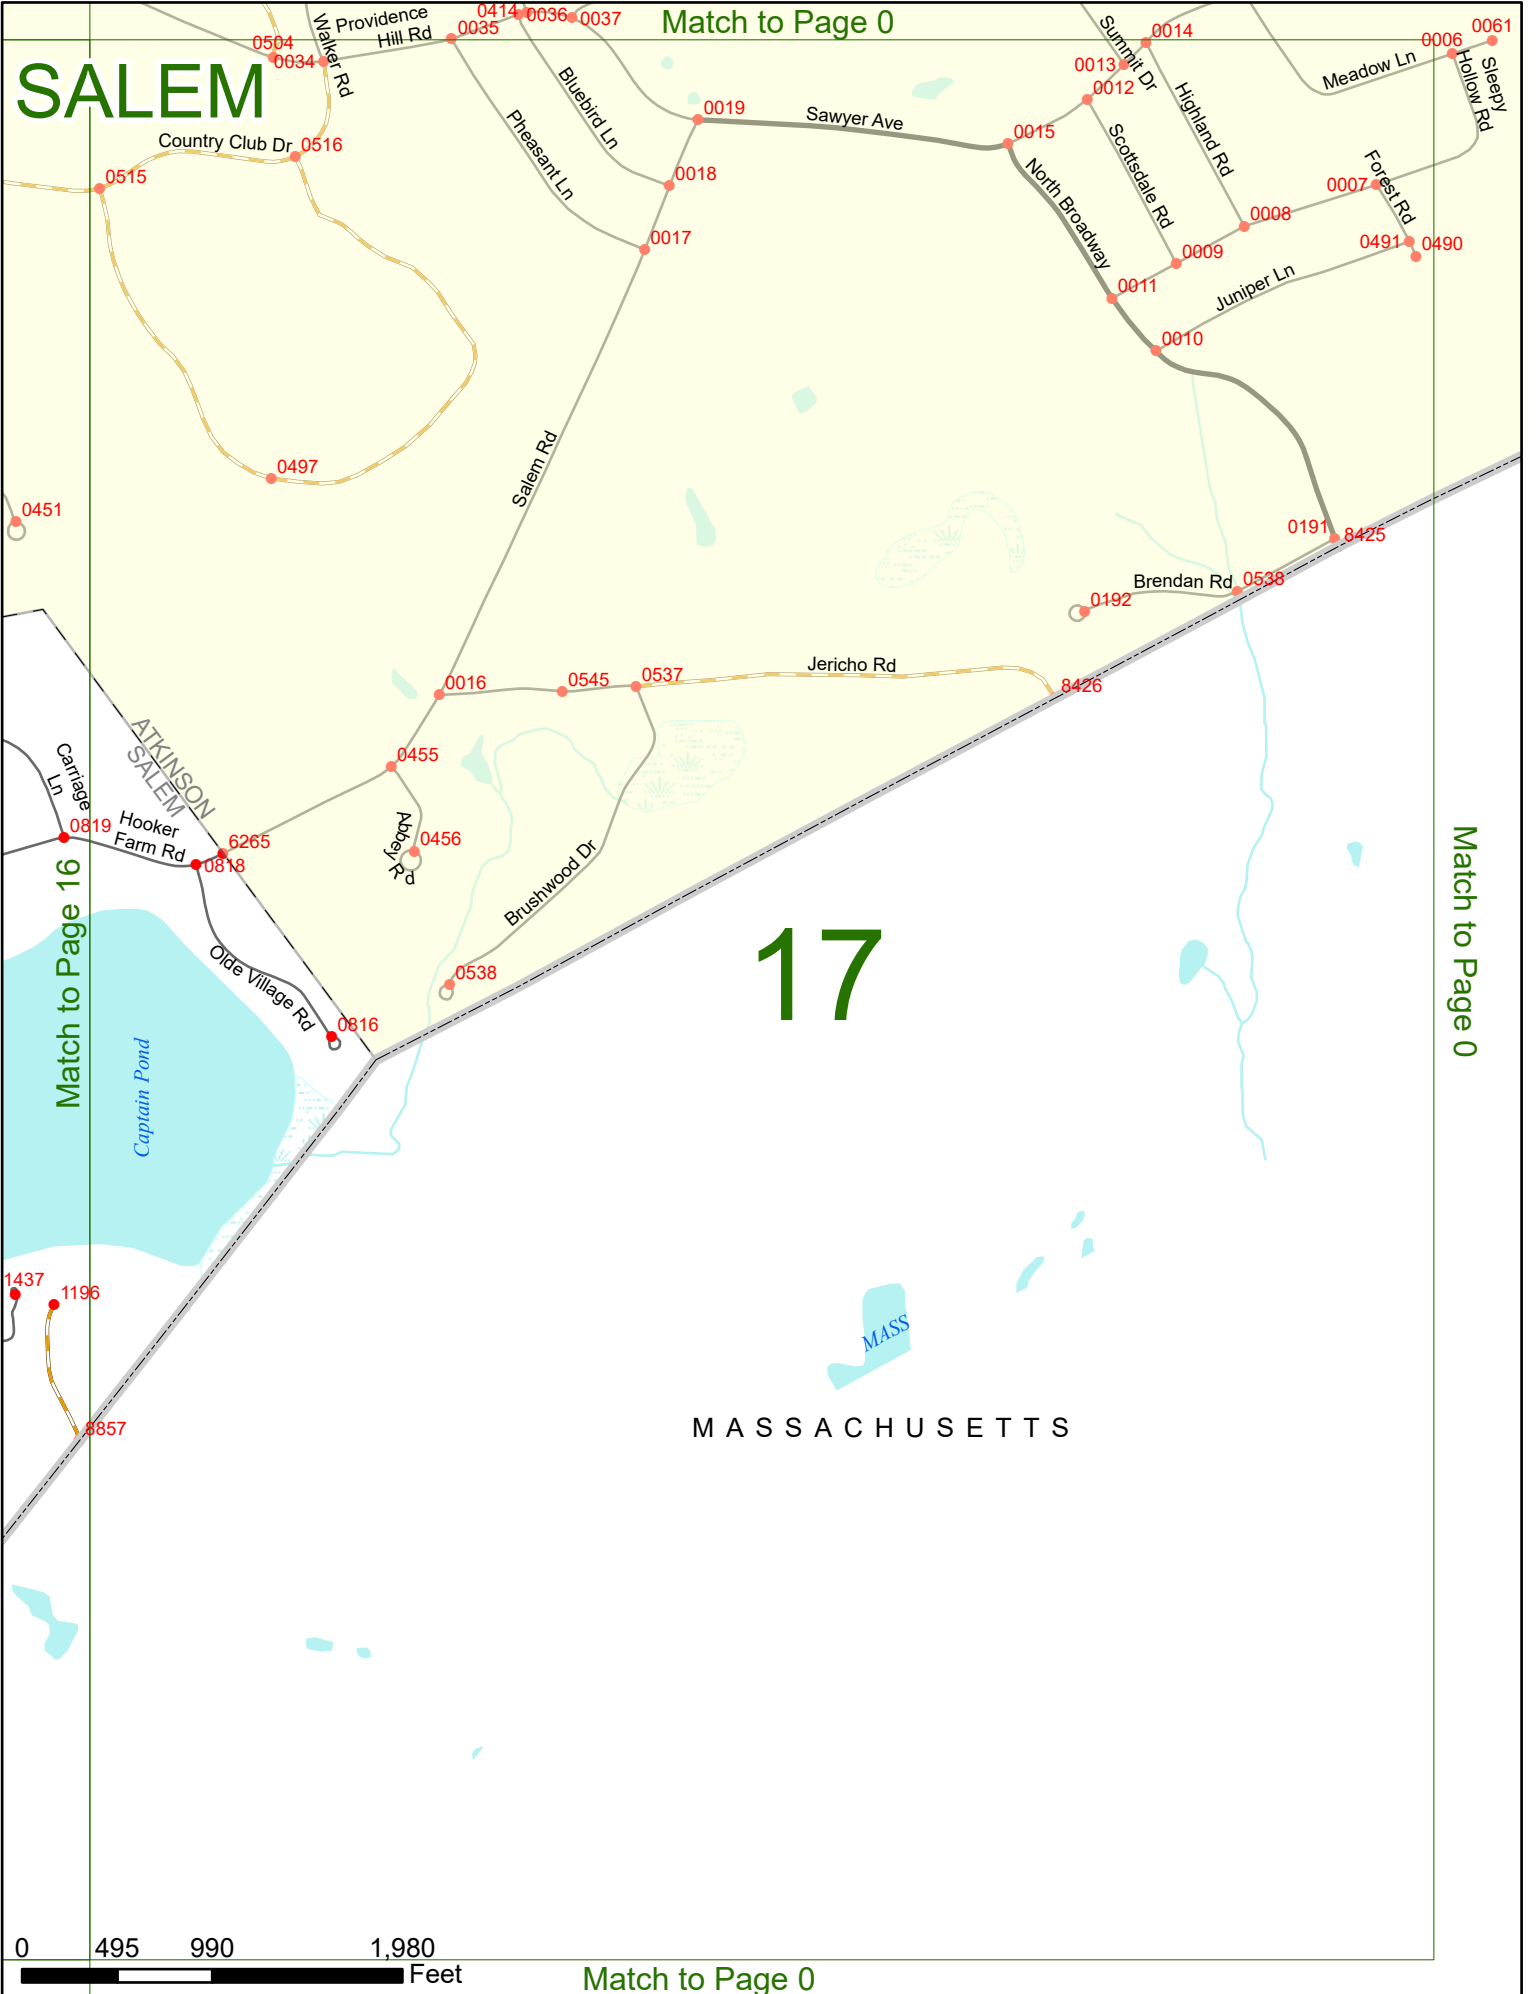 Match to Page 0
SALEM
Providence
Hill Rd
Walker Rd
0504
0034
0035
0414
0036
0037
Bluebird Ln
Pheasant Ln
0019
Sawyer Ave
0018
0017
0015
Summit Dr
0014
0013
0012
Highland Rd
Scottsdale Rd
North Broadway
Meadow Ln
0006
0061
Sleepy
Hollow Rd
0007
Forest Rd
0008
0009
0491
0490
0011
Juniper Ln
0010
Country Club Dr
0516
0515
0497
0451
Salem Rd
0191
8425
0538
Brendan Rd
0192
Jericho Rd
8426
0016
0545
0537
0455
Abbey Rd
0456
Brushwood Dr
0538
ATKINSON
SALEM
Carriage
Ln
0819
Hooker
Farm Rd
6265
0818
Olde Village Rd
0816
Match to Page 16
Captain Pond
17
Match to Page 0
1437
1196
8857
MASS
MASSACHUSETTS
0 495 990 1,980
Feet
Match to Page 0